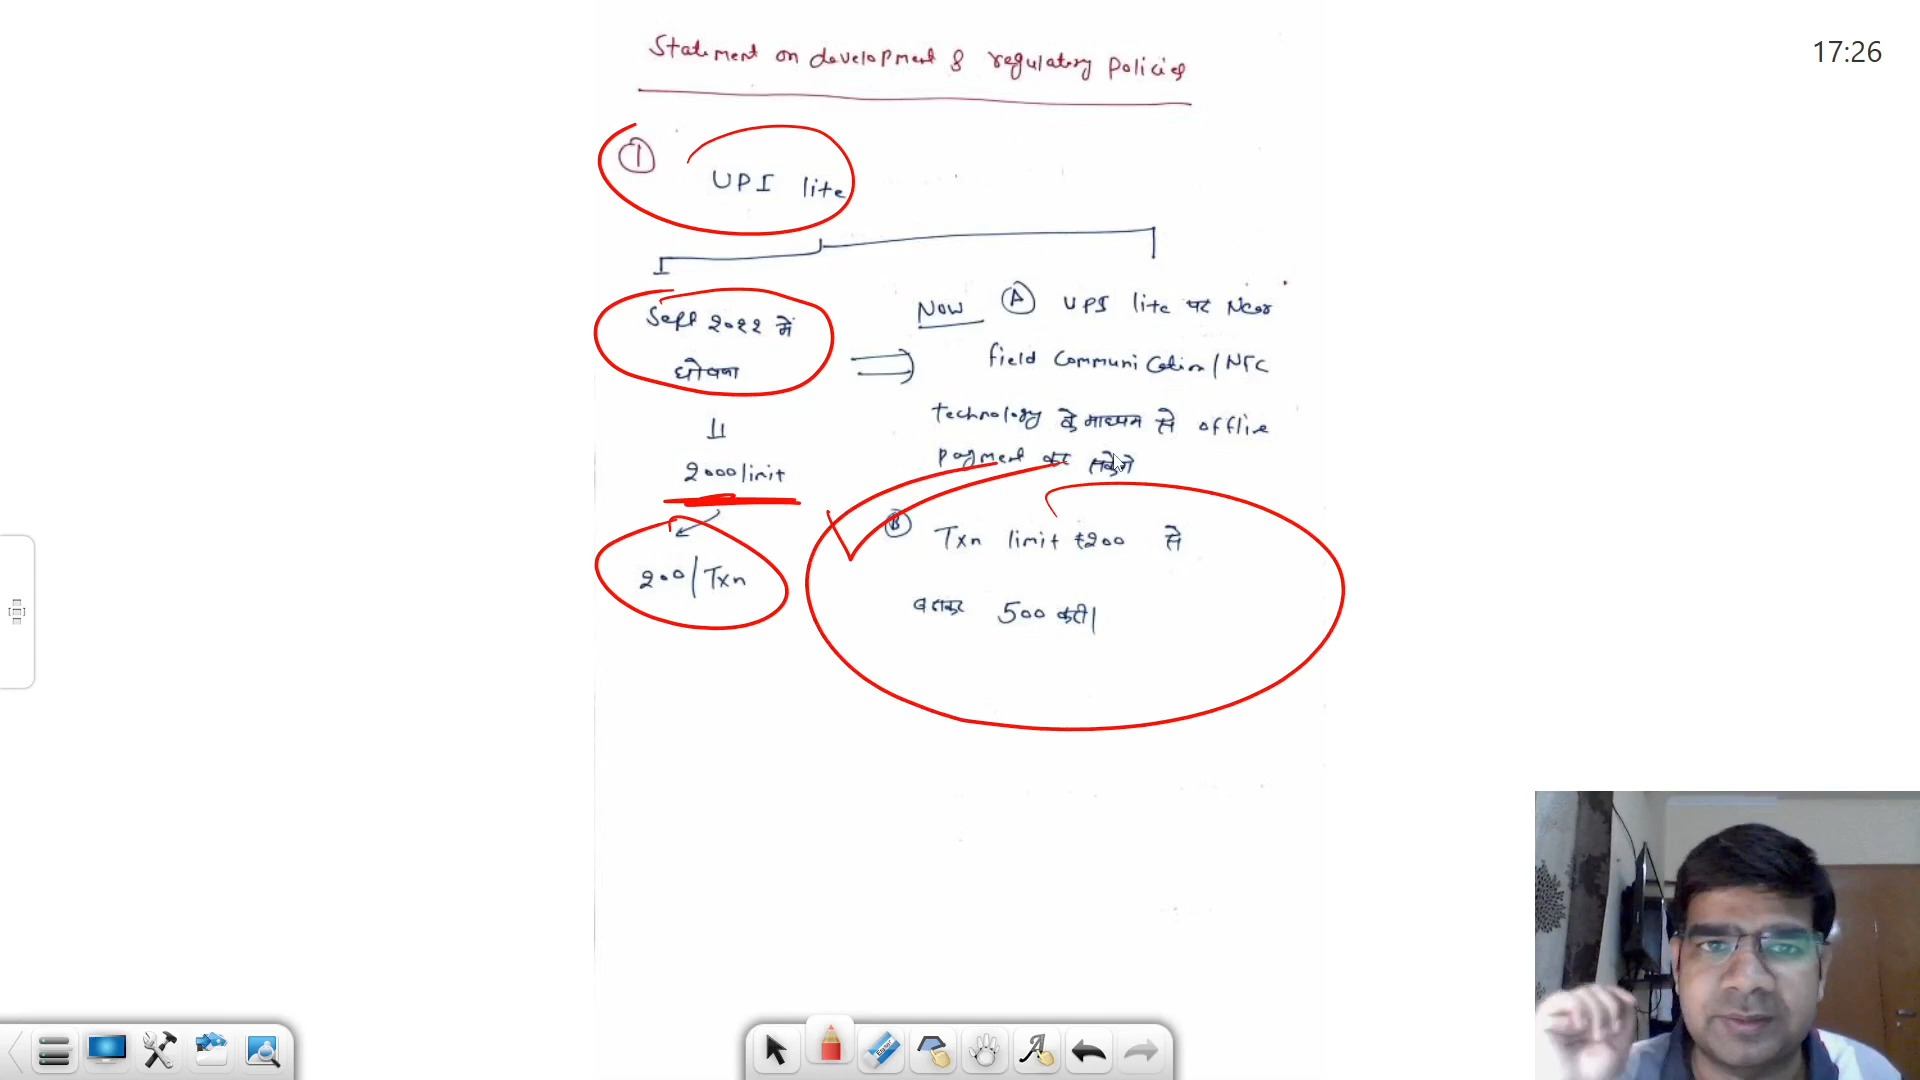 17:26
Statement on development & regulatory policies
① UPI lite
Sept 2022 में
घोषणा
2000 limit
200/Txn
Now Ⓐ UPI lite पर Near
field communication/NFC
technology के माध्यम से offline
payment कर सकेंगे
Ⓑ Txn limit ₹200 से
बढाकर 500 करी|
Eraser
A